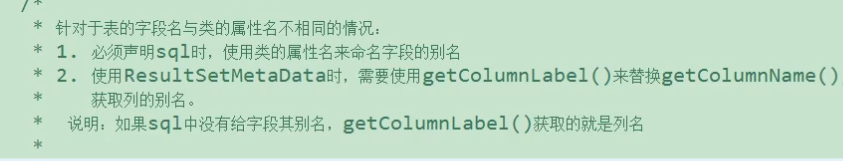 /*
* 针对于表的字段名与类的属性名不相同的情况：
* 1. 必须声明sql时，使用类的属性名来命名字段的别名
* 2. 使用ResultSetMetaData时，需要使用getColumnLabel()来替换getColumnName()，
*    获取列的别名。
*  说明：如果sql中没有给字段其别名，getColumnLabel()获取的就是列名
*